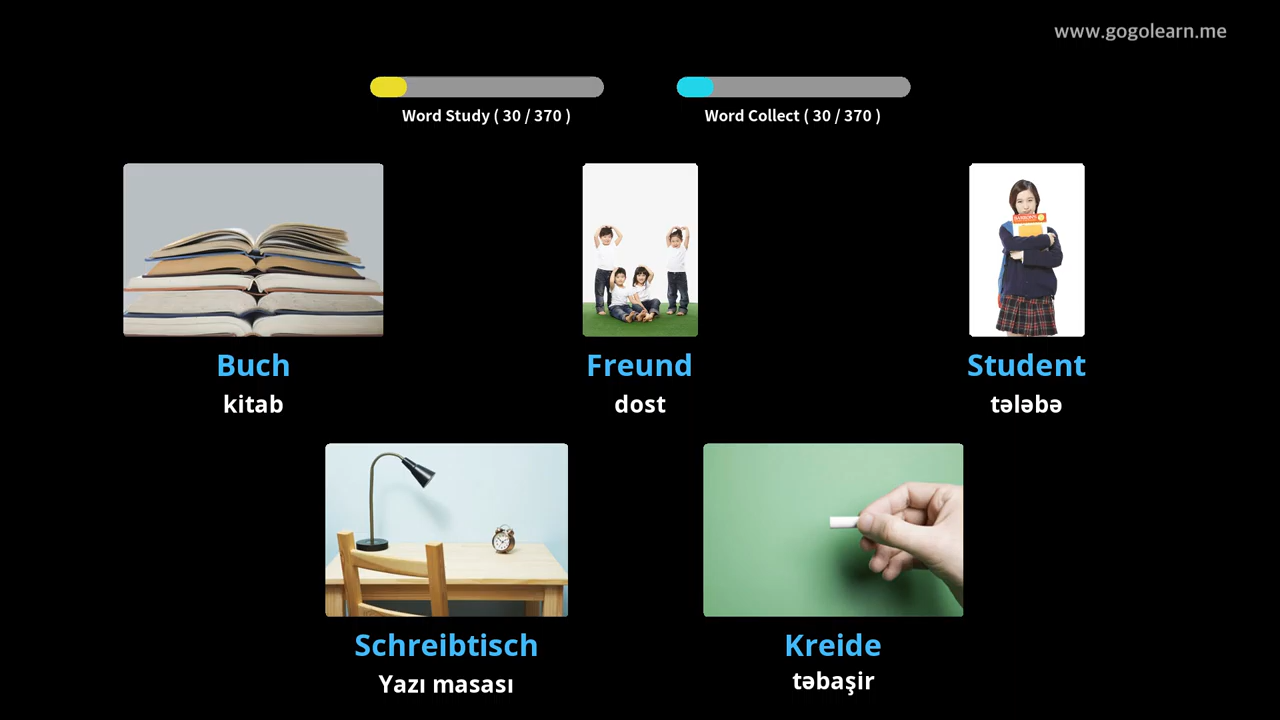 www.gogolearn.me
Word Study ( 30 / 370 )
Word Collect ( 30 / 370 )
Buch
kitab
Freund
dost
Student
tələbə
Schreibtisch
Yazı masası
Kreide
təbaşir